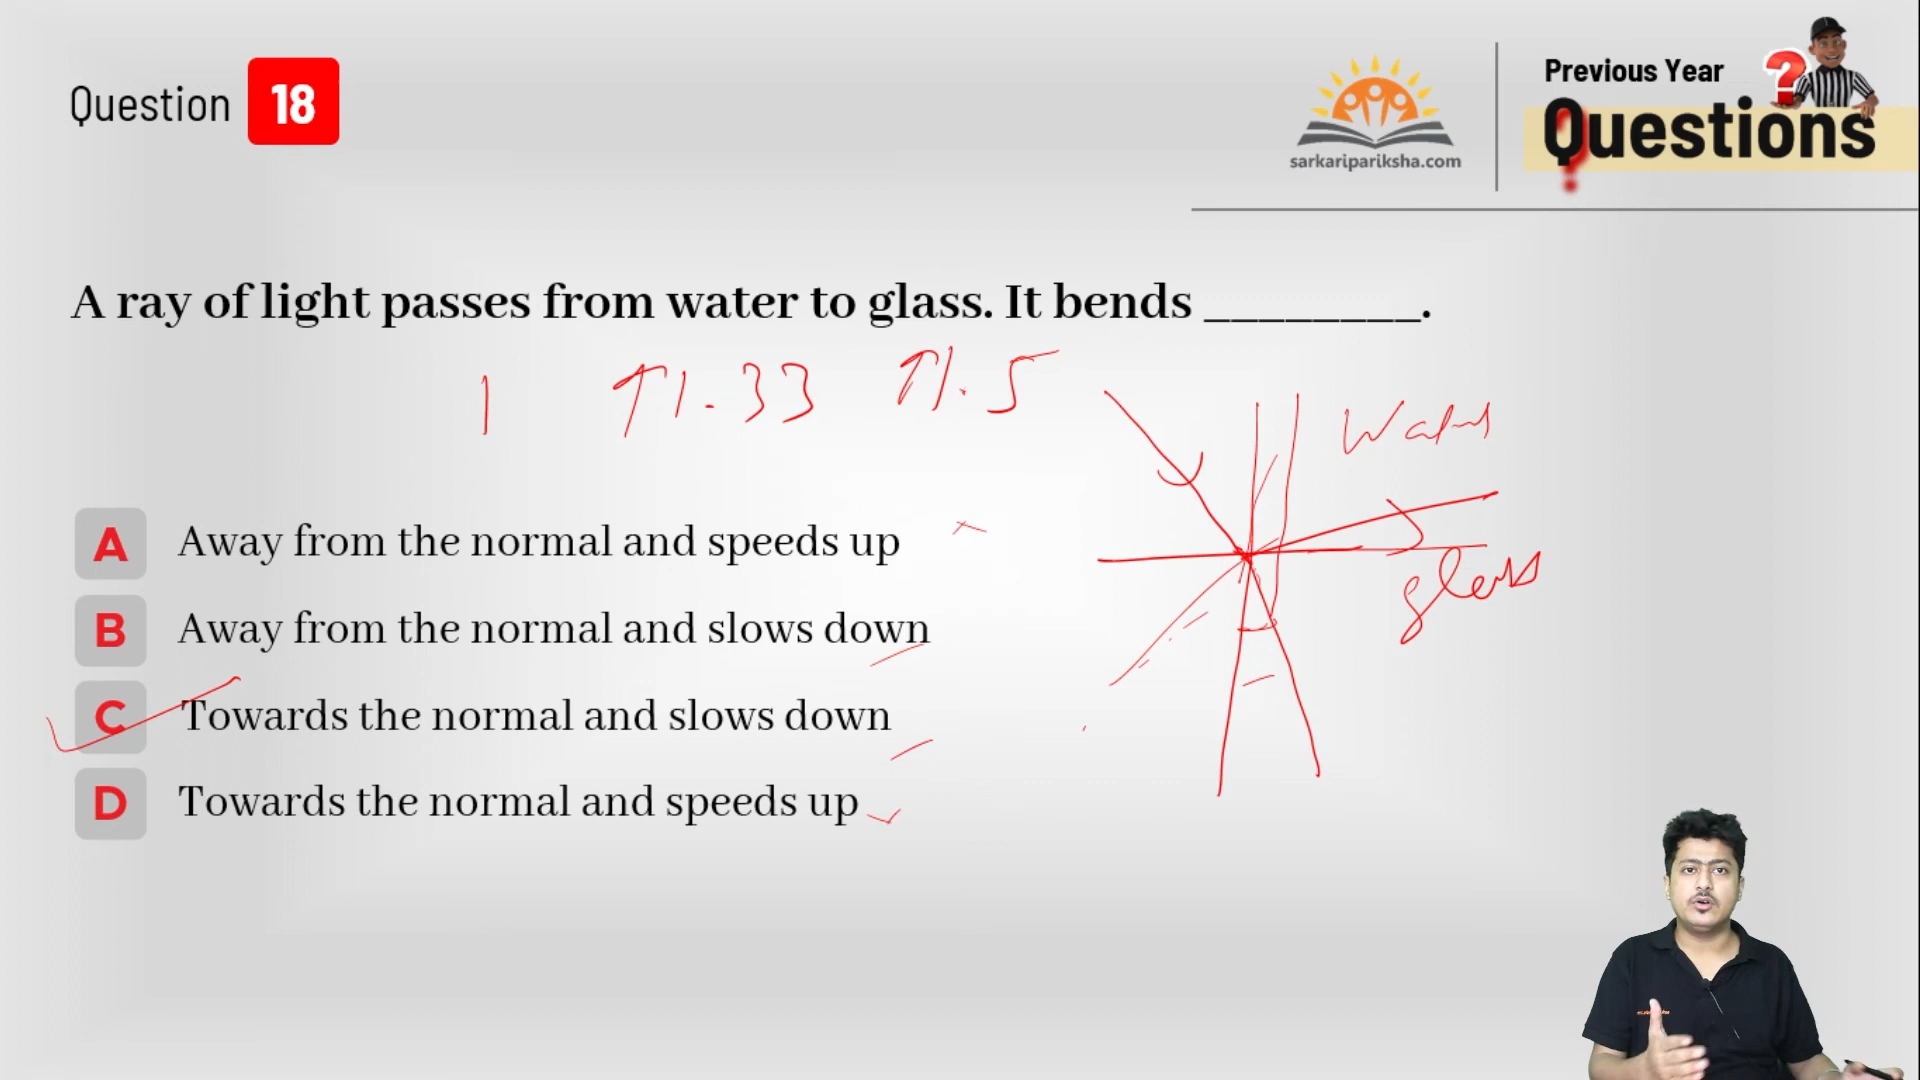 Question 18
sarkaripariksha.com
Previous Year
Questions
A ray of light passes from water to glass. It bends ________.
1 ↑1.33 ↑1.5
Water
glass
A Away from the normal and speeds up
B Away from the normal and slows down
C Towards the normal and slows down
D Towards the normal and speeds up